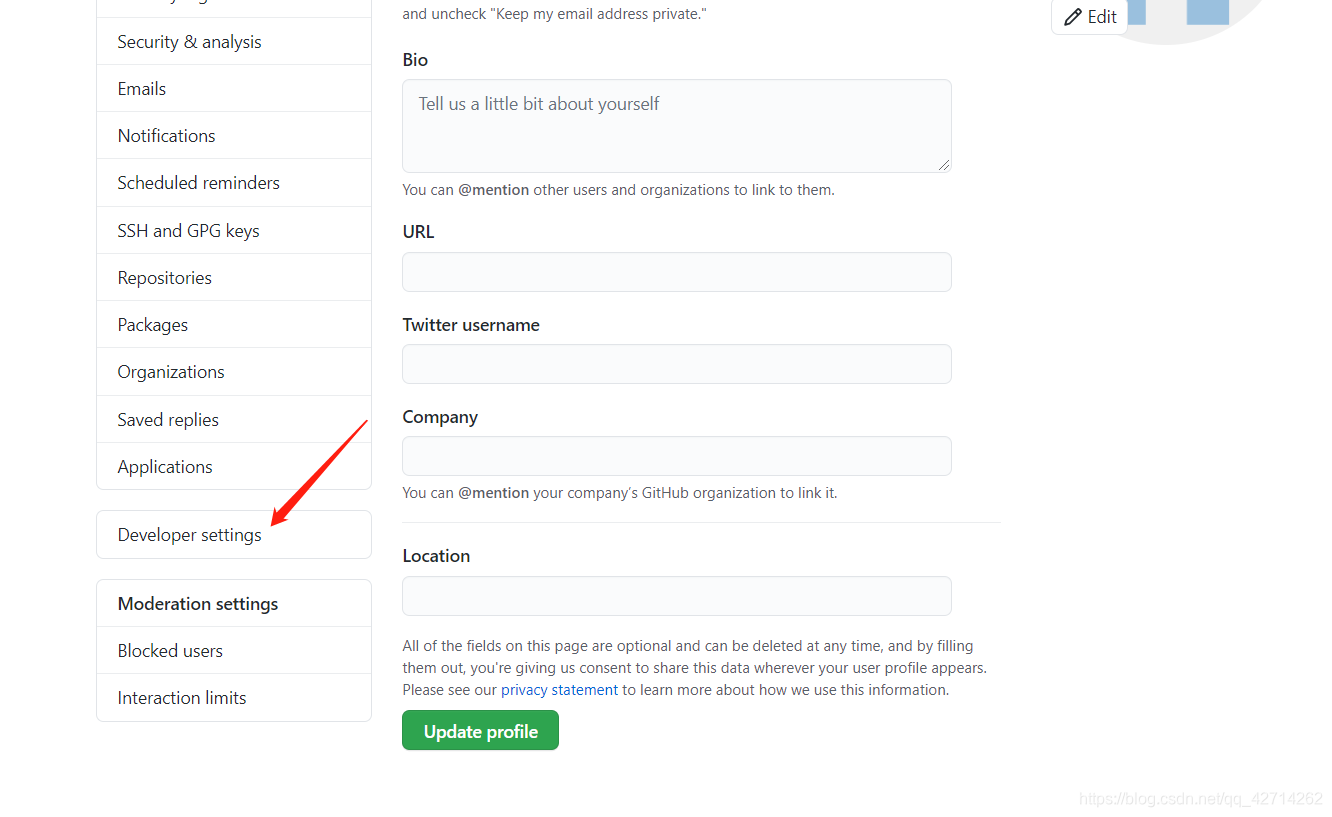 Security & analysis
Emails
Notifications
Scheduled reminders
SSH and GPG keys
Repositories
Packages
Organizations
Saved replies
Applications
Developer settings
Moderation settings
Blocked users
Interaction limits
and uncheck "Keep my email address private."
Bio
Tell us a little bit about yourself
You can @mention other users and organizations to link to them.
URL
Twitter username
Company
You can @mention your company's GitHub organization to link it.
Location
All of the fields on this page are optional and can be deleted at any time, and by filling
them out, you're giving us consent to share this data wherever your user profile appears.
Please see our privacy statement to learn more about how we use this information.
Update profile
Edit
https://blog.csdn.net/qq_42714262